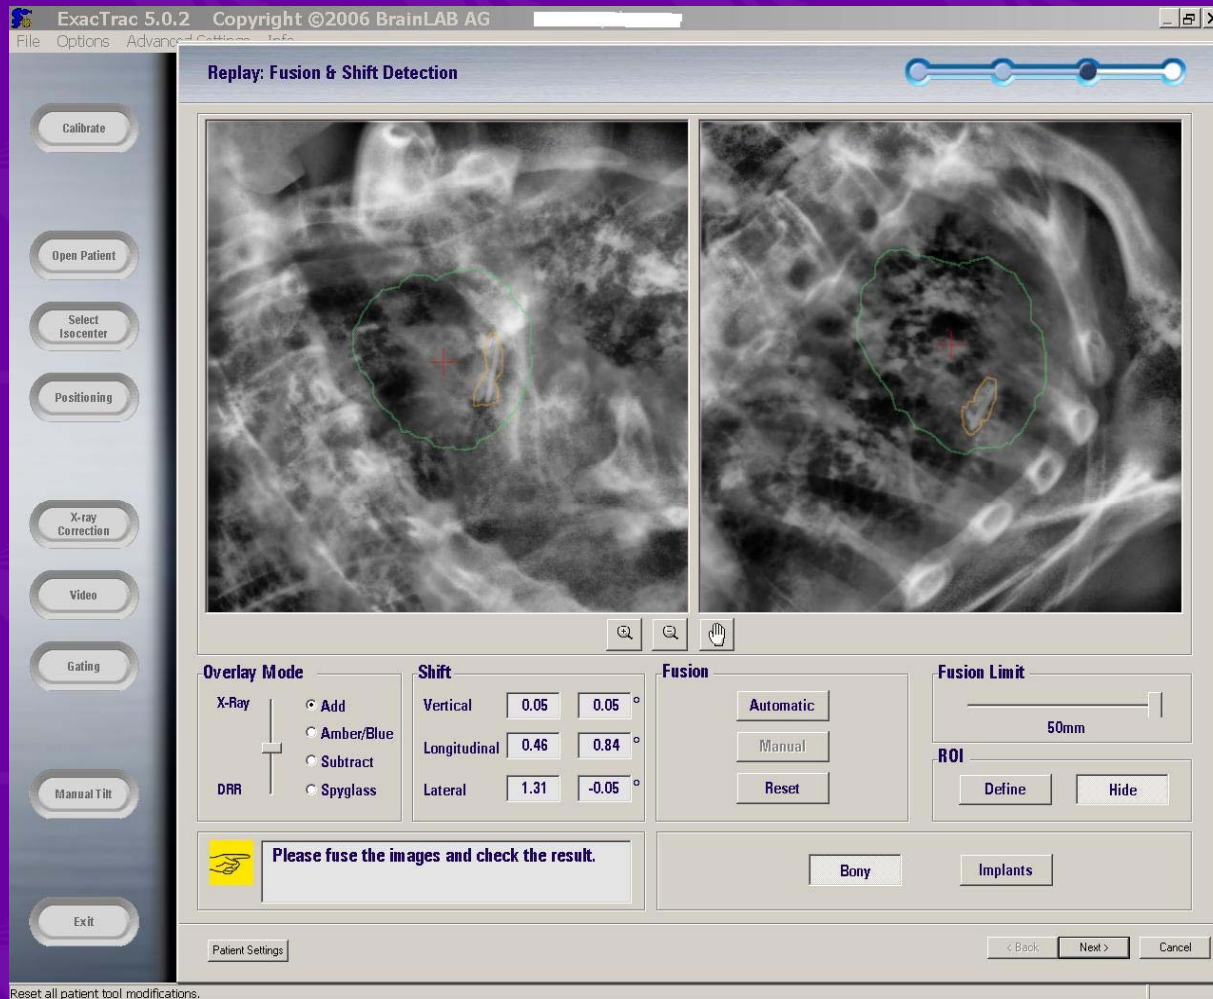 ExacTrac 5.0.2 Copyright ©2006 BrainLAB AG
File Options Advanced Settings Info
Replay: Fusion & Shift Detection
Calibrate
Open Patient
Select
Isocenter
Positioning
X-ray
Correction
Video
Gating
Manual Tilt
Exit
Overlay Mode
X-Ray
DRR
Add
Amber/Blue
Subtract
Spyglass
Shift
Vertical 0.05 0.05 °
Longitudinal 0.46 0.84 °
Lateral 1.31 -0.05 °
Fusion
Automatic
Manual
Reset
Fusion Limit
50mm
ROI
Define Hide
Please fuse the images and check the result.
Bony Implants
Patient Settings
< Back Next > Cancel
Reset all patient tool modifications.